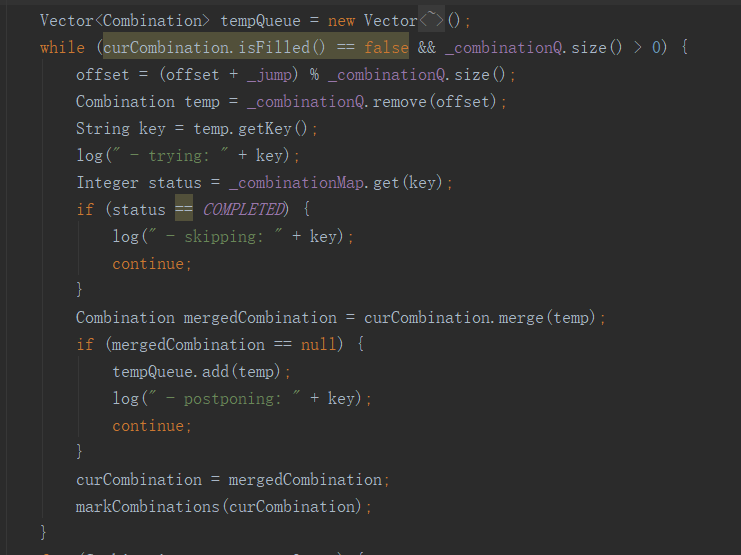 Vector<Combination> tempQueue = new Vector<~>();
while (curCombination.isFilled() == false && _combinationQ.size() > 0) {
offset = (offset + _jump) % _combinationQ.size();
Combination temp = _combinationQ.remove(offset);
String key = temp.getKey();
log(" - trying: " + key);
Integer status = _combinationMap.get(key);
if (status == COMPLETED) {
log(" - skipping: " + key);
continue;
}
Combination mergedCombination = curCombination.merge(temp);
if (mergedCombination == null) {
tempQueue.add(temp);
log(" - postponing: " + key);
continue;
}
curCombination = mergedCombination;
markCombinations(curCombination);
}